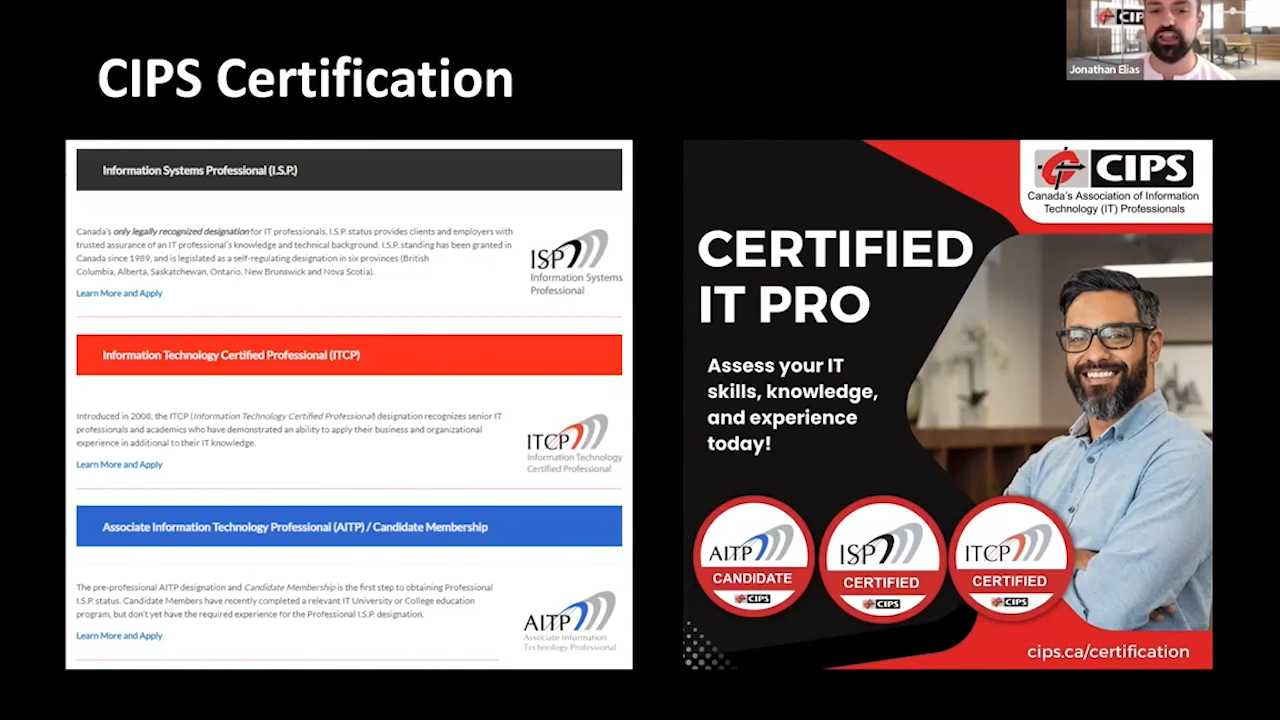 CIPS Certification
CIP
Jonathan Elias
Information Systems Professional (I.S.P.)
Canada's only legally recognized designation for IT professionals, I.S.P. status provides clients and employers with
trusted assurance of an IT professional's knowledge and technical background. I.S.P. standing has been granted in
Canada since 1989, and is legislated as a self-regulating designation in six provinces (British
Columbia, Alberta, Saskatchewan, Ontario, New Brunswick and Nova Scotia).
Learn More and Apply
ISP
Information Systems
Professional
Information Technology Certified Professional (ITCP)
Introduced in 2008, the ITCP (Information Technology Certified Professional) designation recognizes senior IT
professionals and academics who have demonstrated an ability to apply their business and organizational
experience in additional to their IT knowledge.
Learn More and Apply
ITCP
Information Technology
Certified Professional
Associate Information Technology Professional (AITP) / Candidate Membership
The pre-professional AITP designation and Candidate Membership is the first step to obtaining Professional
I.S.P. status. Candidate Members have recently completed a relevant IT University or College education
program, but don't yet have the required experience for the Professional I.S.P. designation.
Learn More and Apply
AITP
Associate Information
Technology Professional
CIPS
Canada's Association of Information
Technology (IT) Professionals
CERTIFIED
IT PRO
Assess your IT
skills, knowledge,
and experience
today!
AITP
CANDIDATE
CIPS
ISP
CERTIFIED
CIPS
ITCP
CERTIFIED
CIPS
cips.ca/certification